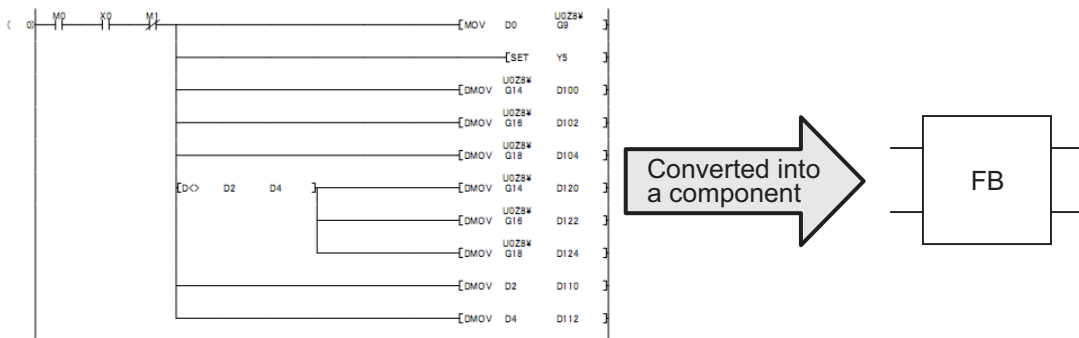 M0 X0 M1
( 0) [MOV D0 U0Z8¥G9 ]
[SET Y5 ]
[DMOV U0Z8¥G14 D100 ]
[DMOV U0Z8¥G16 D102 ]
[DMOV U0Z8¥G18 D104 ]
[D<> D2 D4 ] [DMOV U0Z8¥G14 D120 ]
[DMOV U0Z8¥G16 D122 ]
[DMOV U0Z8¥G18 D124 ]
[DMOV D2 D110 ]
[DMOV D4 D112 ]
Converted into
a component
FB